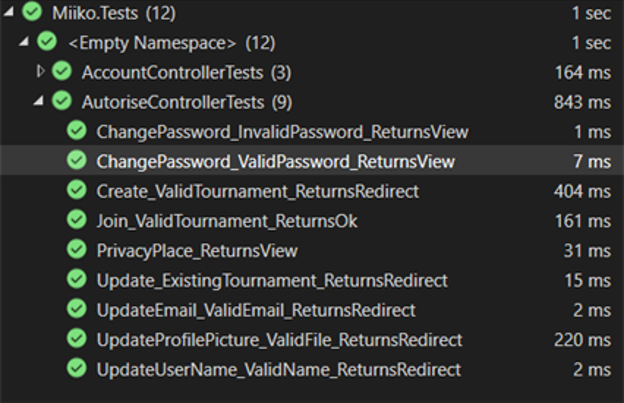 Miiko.Tests (12) 1 sec
<Empty Namespace> (12) 1 sec
AccountControllerTests (3) 164 ms
AutoriseControllerTests (9) 843 ms
ChangePassword_InvalidPassword_ReturnsView 1 ms
ChangePassword_ValidPassword_ReturnsView 7 ms
Create_ValidTournament_ReturnsRedirect 404 ms
Join_ValidTournament_ReturnsOk 161 ms
PrivacyPlace_ReturnsView 31 ms
Update_ExistingTournament_ReturnsRedirect 15 ms
UpdateEmail_ValidEmail_ReturnsRedirect 2 ms
UpdateProfilePicture_ValidFile_ReturnsRedirect 220 ms
UpdateUserName_ValidName_ReturnsRedirect 2 ms